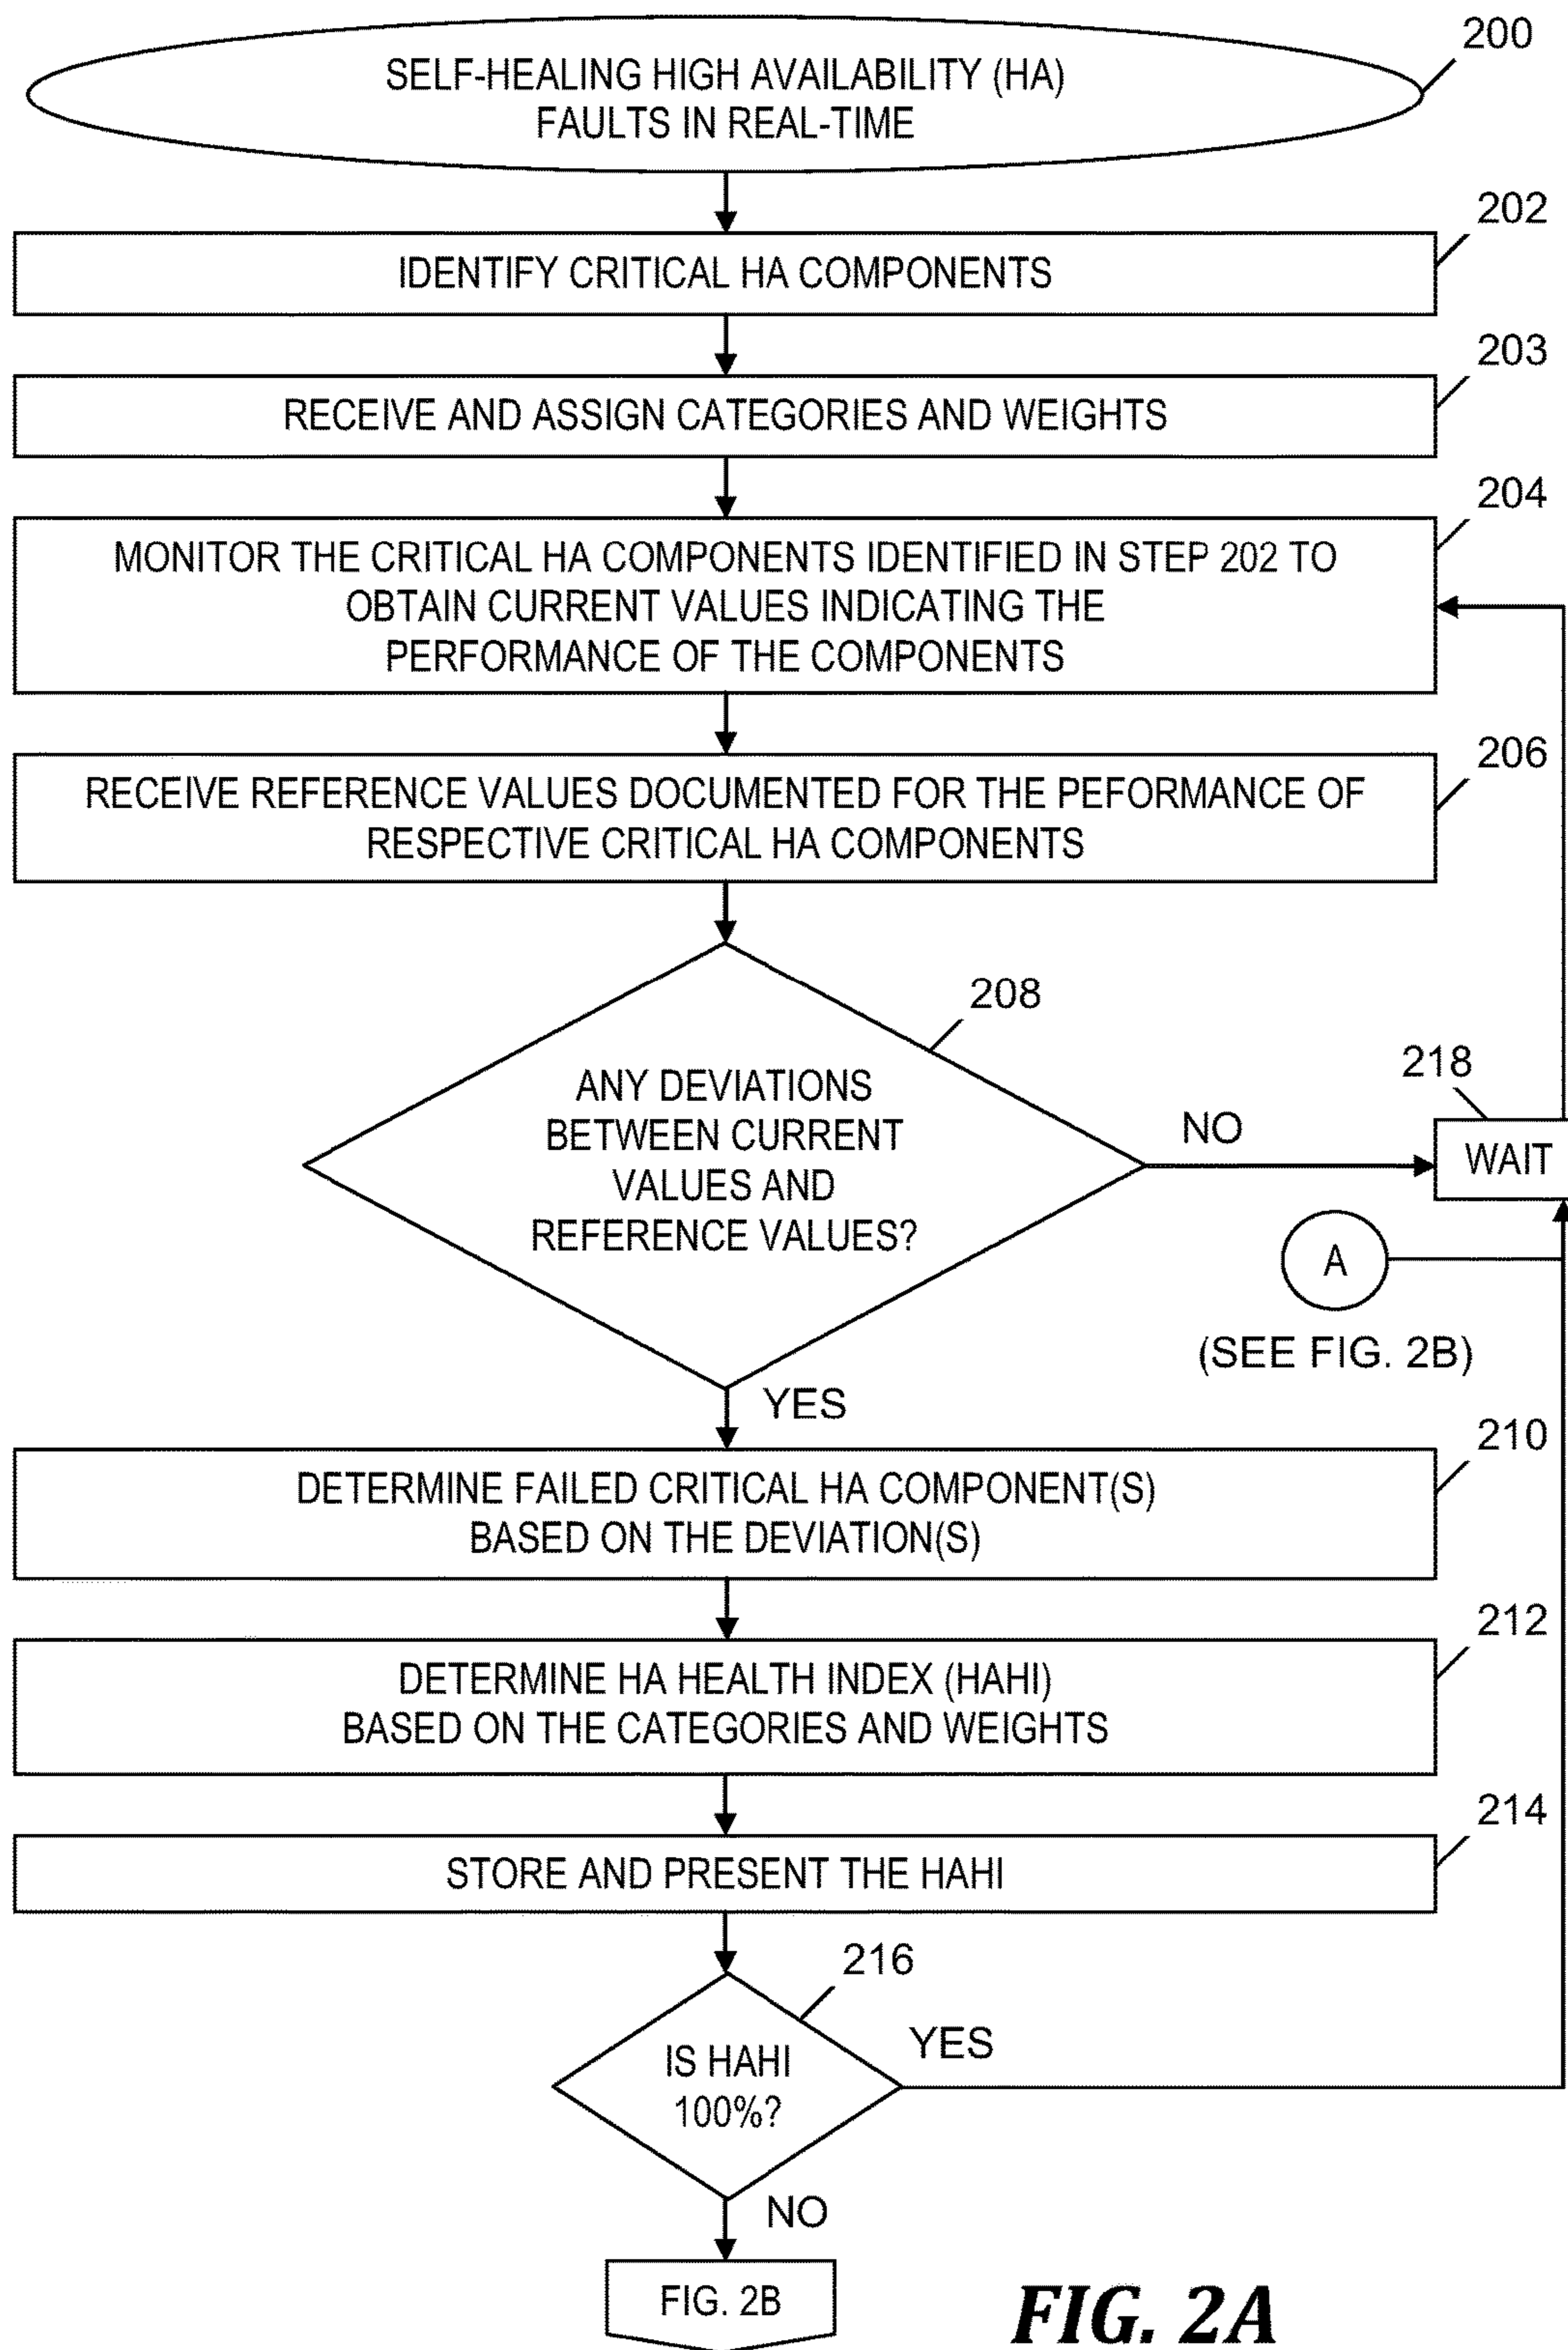 200
SELF-HEALING HIGH AVAILABILITY (HA)
FAULTS IN REAL-TIME
202
IDENTIFY CRITICAL HA COMPONENTS
203
RECEIVE AND ASSIGN CATEGORIES AND WEIGHTS
204
MONITOR THE CRITICAL HA COMPONENTS IDENTIFIED IN STEP 202 TO
OBTAIN CURRENT VALUES INDICATING THE
PERFORMANCE OF THE COMPONENTS
206
RECEIVE REFERENCE VALUES DOCUMENTED FOR THE PEFORMANCE OF
RESPECTIVE CRITICAL HA COMPONENTS
208
ANY DEVIATIONS
BETWEEN CURRENT
VALUES AND
REFERENCE VALUES?
NO
218
WAIT
A
(SEE FIG. 2B)
YES
210
DETERMINE FAILED CRITICAL HA COMPONENT(S)
BASED ON THE DEVIATION(S)
212
DETERMINE HA HEALTH INDEX (HAHI)
BASED ON THE CATEGORIES AND WEIGHTS
214
STORE AND PRESENT THE HAHI
216
IS HAHI
100%?
YES
NO
FIG. 2B
FIG. 2A